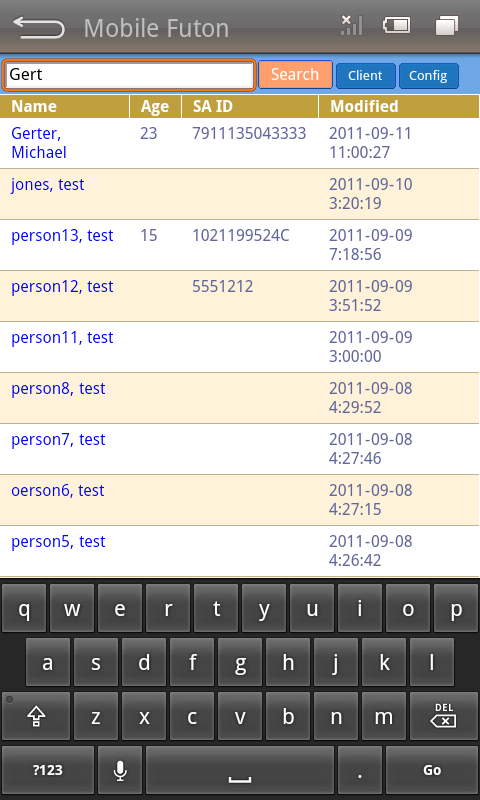 Mobile Futon
Gert Search Client Config
Name Age SA ID Modified
Gerter, 23 7911135043333 2011-09-11
Michael 11:00:27
jones, test 2011-09-10
3:20:19
person13, test 15 1021199524C 2011-09-09
7:18:56
person12, test 5551212 2011-09-09
3:51:52
person11, test 2011-09-09
3:00:00
person8, test 2011-09-08
4:29:52
person7, test 2011-09-08
4:27:46
oerson6, test 2011-09-08
4:27:15
person5, test 2011-09-08
4:26:42
q w e r t y u i o p
a s d f g h j k l
z x c v b n m DEL
?123 . Go